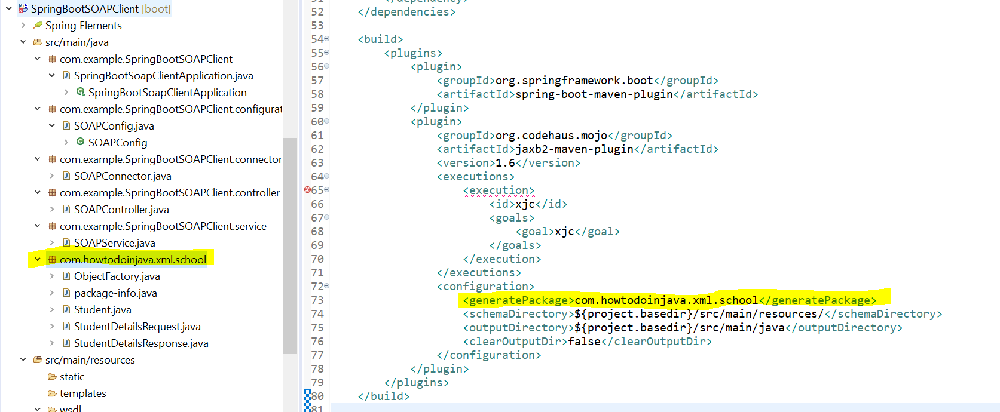 SpringBootSOAPClient [boot]
Spring Elements
src/main/java
com.example.SpringBootSOAPClient
SpringBootSoapClientApplication.java
SpringBootSoapClientApplication
com.example.SpringBootSOAPClient.configurat
SOAPConfig.java
SOAPConfig
com.example.SpringBootSOAPClient.connector
SOAPConnector.java
com.example.SpringBootSOAPClient.controller
SOAPController.java
com.example.SpringBootSOAPClient.service
SOAPService.java
com.howtodoinjava.xml.school
ObjectFactory.java
package-info.java
Student.java
StudentDetailsRequest.java
StudentDetailsResponse.java
src/main/resources
static
templates
wsdl
51 </dependency>
52 </dependencies>
53
54 <build>
55 <plugins>
56 <plugin>
57 <groupId>org.springframework.boot</groupId>
58 <artifactId>spring-boot-maven-plugin</artifactId>
59 </plugin>
60 <plugin>
61 <groupId>org.codehaus.mojo</groupId>
62 <artifactId>jaxb2-maven-plugin</artifactId>
63 <version>1.6</version>
64 <executions>
65 <execution>
66 <id>xjc</id>
67 <goals>
68 <goal>xjc</goal>
69 </goals>
70 </execution>
71 </executions>
72 <configuration>
73 <generatePackage>com.howtodoinjava.xml.school</generatePackage>
74 <schemaDirectory>${project.basedir}/src/main/resources/</schemaDirectory>
75 <outputDirectory>${project.basedir}/src/main/java</outputDirectory>
76 <clearOutputDir>false</clearOutputDir>
77 </configuration>
78 </plugin>
79 </plugins>
80 </build>
81